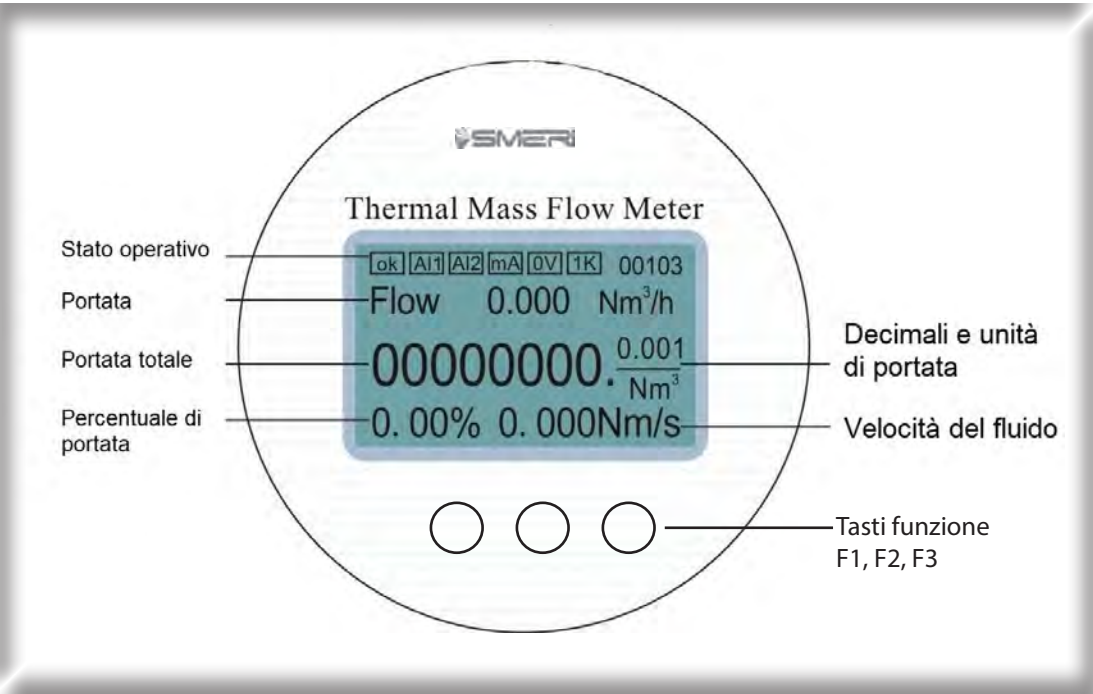 SMERI
Thermal Mass Flow Meter
Stato operativo
ok AI1 AI2 mA 0V 1K 00103
Portata
Flow 0.000 Nm³/h
Portata totale
00000000. 0.001
Nm³
Decimali e unità
di portata
Percentuale di
portata
0.00% 0.000Nm/s
Velocità del fluido
Tasti funzione
F1, F2, F3